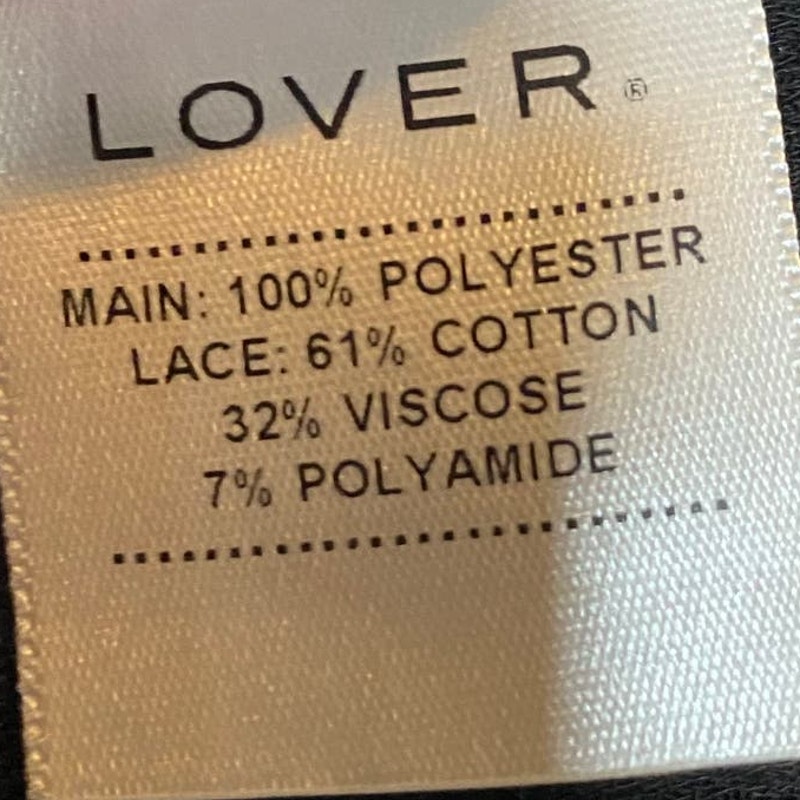 LOVER®
MAIN: 100% POLYESTER
LACE: 61% COTTON
32% VISCOSE
7% POLYAMIDE